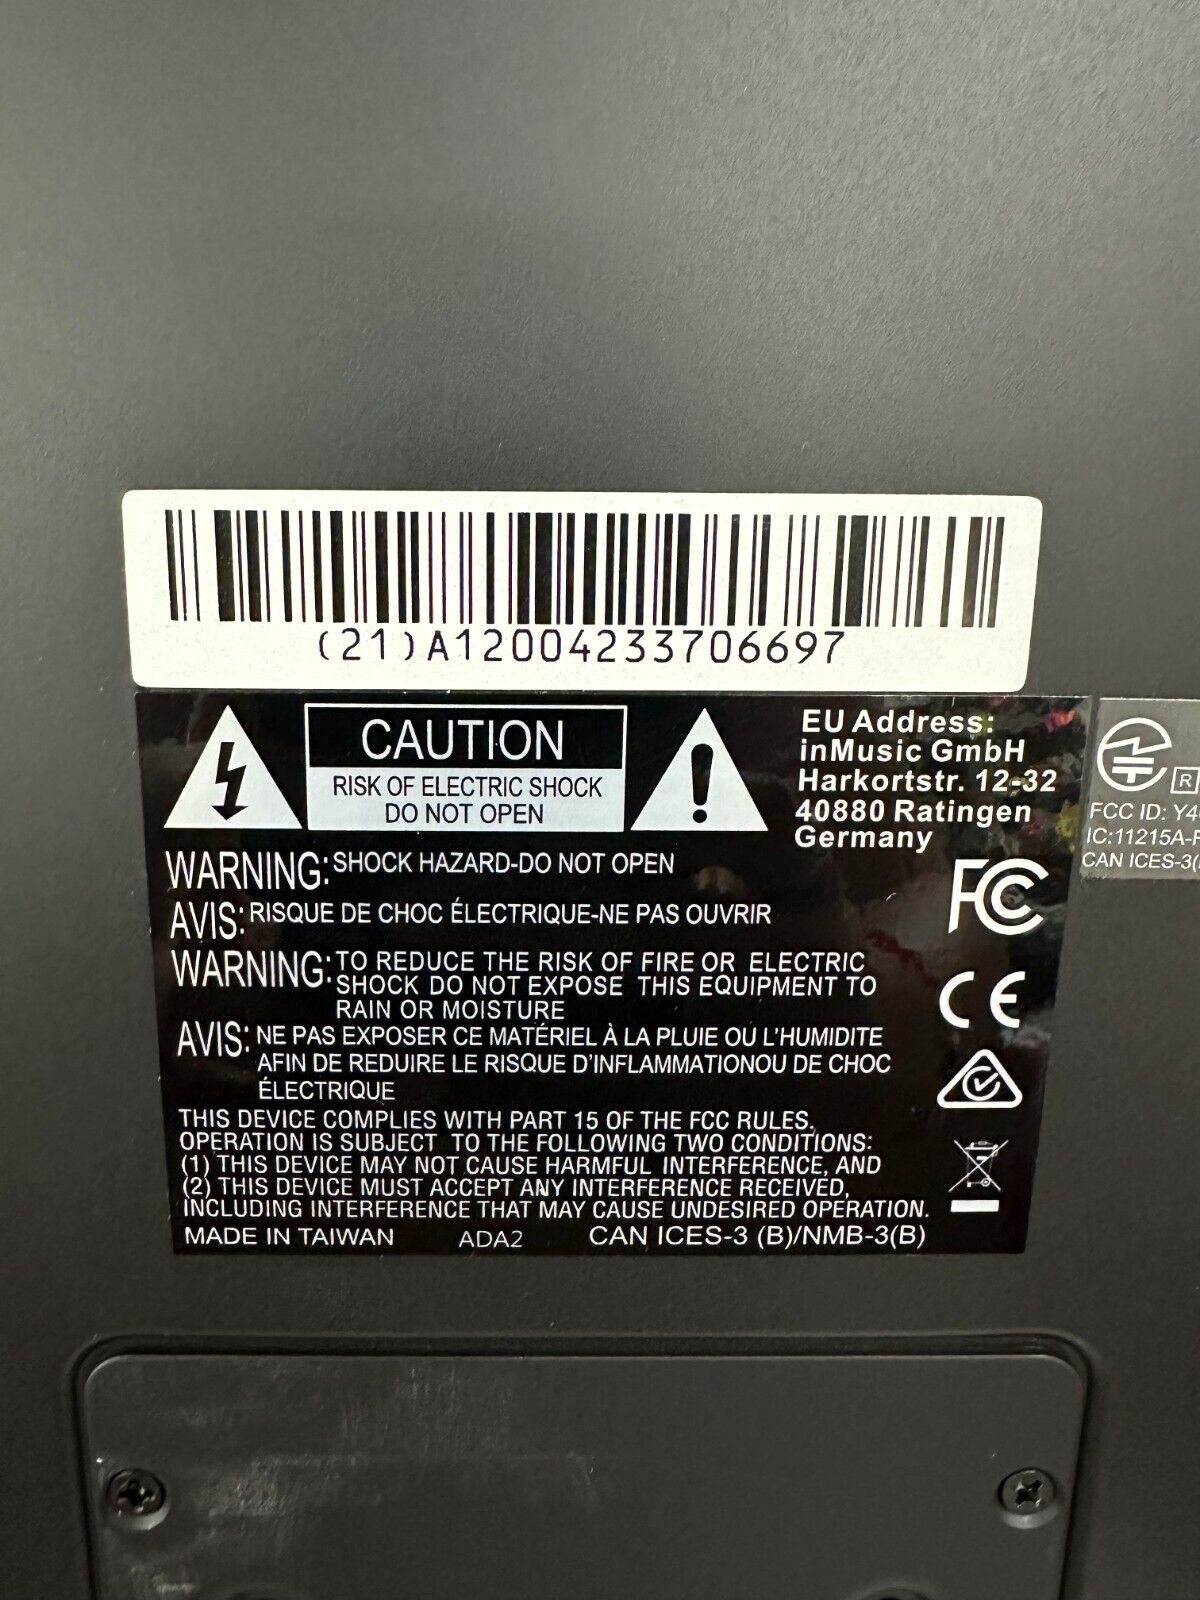 (21)A12004233706697
CAUTION
RISK OF ELECTRIC SHOCK
DO NOT OPEN
EU Address:
inMusic GmbH
Harkortstr. 12-32
40880 Ratingen
Germany
R
FCC ID: Y4
IC:11215A-
CAN ICES-3(
WARNING: SHOCK HAZARD-DO NOT OPEN
AVIS: RISQUE DE CHOC ÉLECTRIQUE-NE PAS OUVRIR
WARNING: TO REDUCE THE RISK OF FIRE OR ELECTRIC
SHOCK DO NOT EXPOSE THIS EQUIPMENT TO
RAIN OR MOISTURE
AVIS: NE PAS EXPOSER CE MATÉRIEL À LA PLUIE OU L'HUMIDITE
AFIN DE REDUIRE LE RISQUE D'INFLAMMATIONOU DE CHOC
ÉLECTRIQUE
FC
CE
THIS DEVICE COMPLIES WITH PART 15 OF THE FCC RULES.
OPERATION IS SUBJECT TO THE FOLLOWING TWO CONDITIONS:
(1) THIS DEVICE MAY NOT CAUSE HARMFUL INTERFERENCE, AND
(2) THIS DEVICE MUST ACCEPT ANY INTERFERENCE RECEIVED,
INCLUDING INTERFERENCE THAT MAY CAUSE UNDESIRED OPERATION.
MADE IN TAIWAN ADA2 CAN ICES-3 (B)/NMB-3(B)